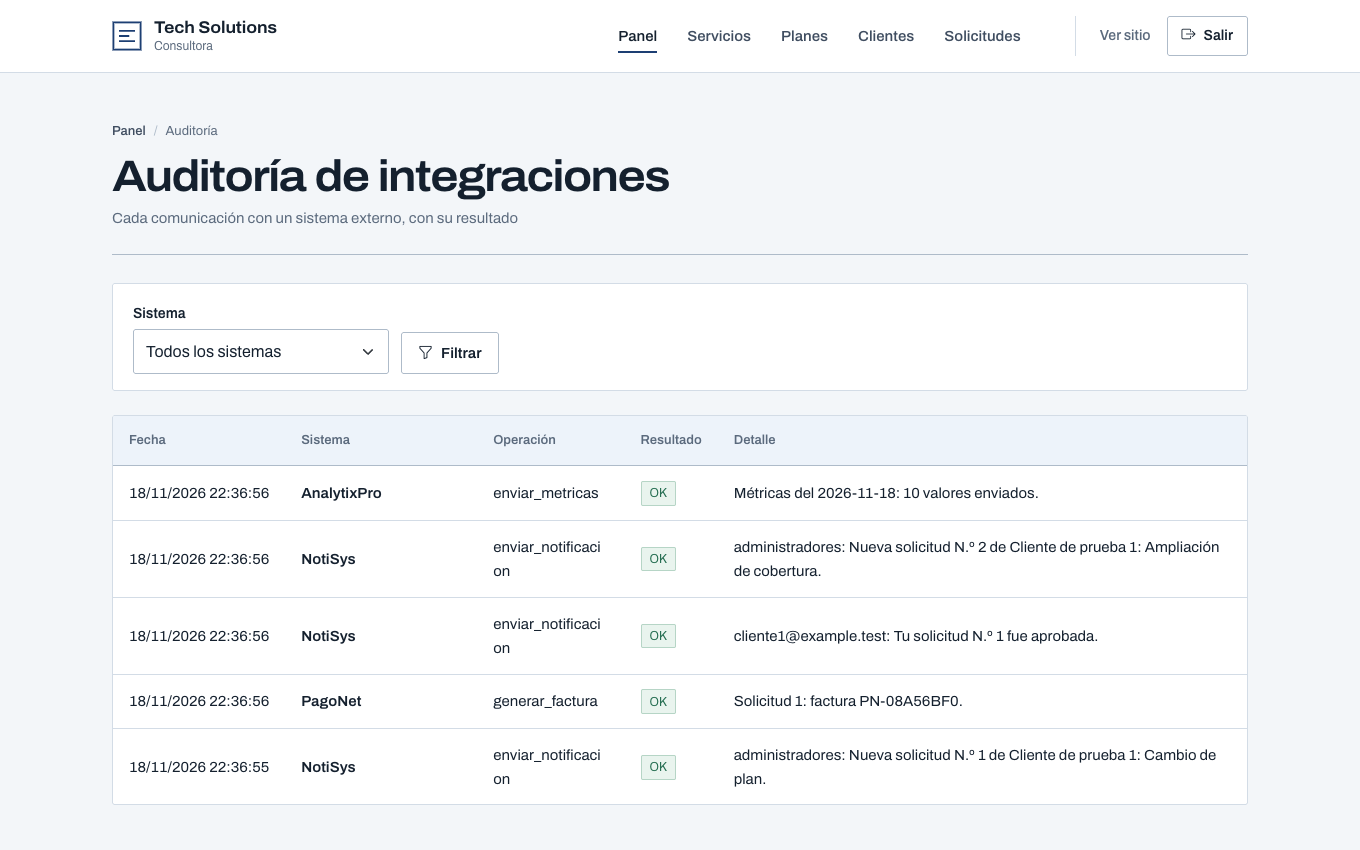 Tech Solutions
Consultora
Panel Servicios Planes Clientes Solicitudes Ver sitio Salir
Panel / Auditoría
Auditoría de integraciones
Cada comunicación con un sistema externo, con su resultado
Sistema
Todos los sistemas Filtrar
Fecha Sistema Operación Resultado Detalle
18/11/2026 22:36:56 AnalytixPro enviar_metricas OK Métricas del 2026-11-18: 10 valores enviados.
18/11/2026 22:36:56 NotiSys enviar_notificaci OK administradores: Nueva solicitud N.º 2 de Cliente de prueba 1: Ampliación
on de cobertura.
18/11/2026 22:36:56 NotiSys enviar_notificaci OK cliente1@example.test: Tu solicitud N.º 1 fue aprobada.
on
18/11/2026 22:36:56 PagoNet generar_factura OK Solicitud 1: factura PN-08A56BF0.
18/11/2026 22:36:55 NotiSys enviar_notificaci OK administradores: Nueva solicitud N.º 1 de Cliente de prueba 1: Cambio de
on plan.